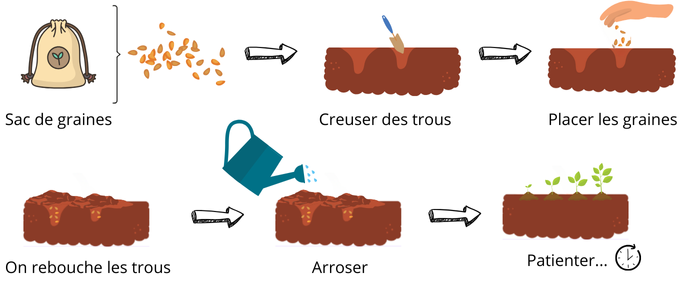 Sac de graines
Creuser des trous
Placer les graines
On rebouche les trous
Arroser
Patienter...